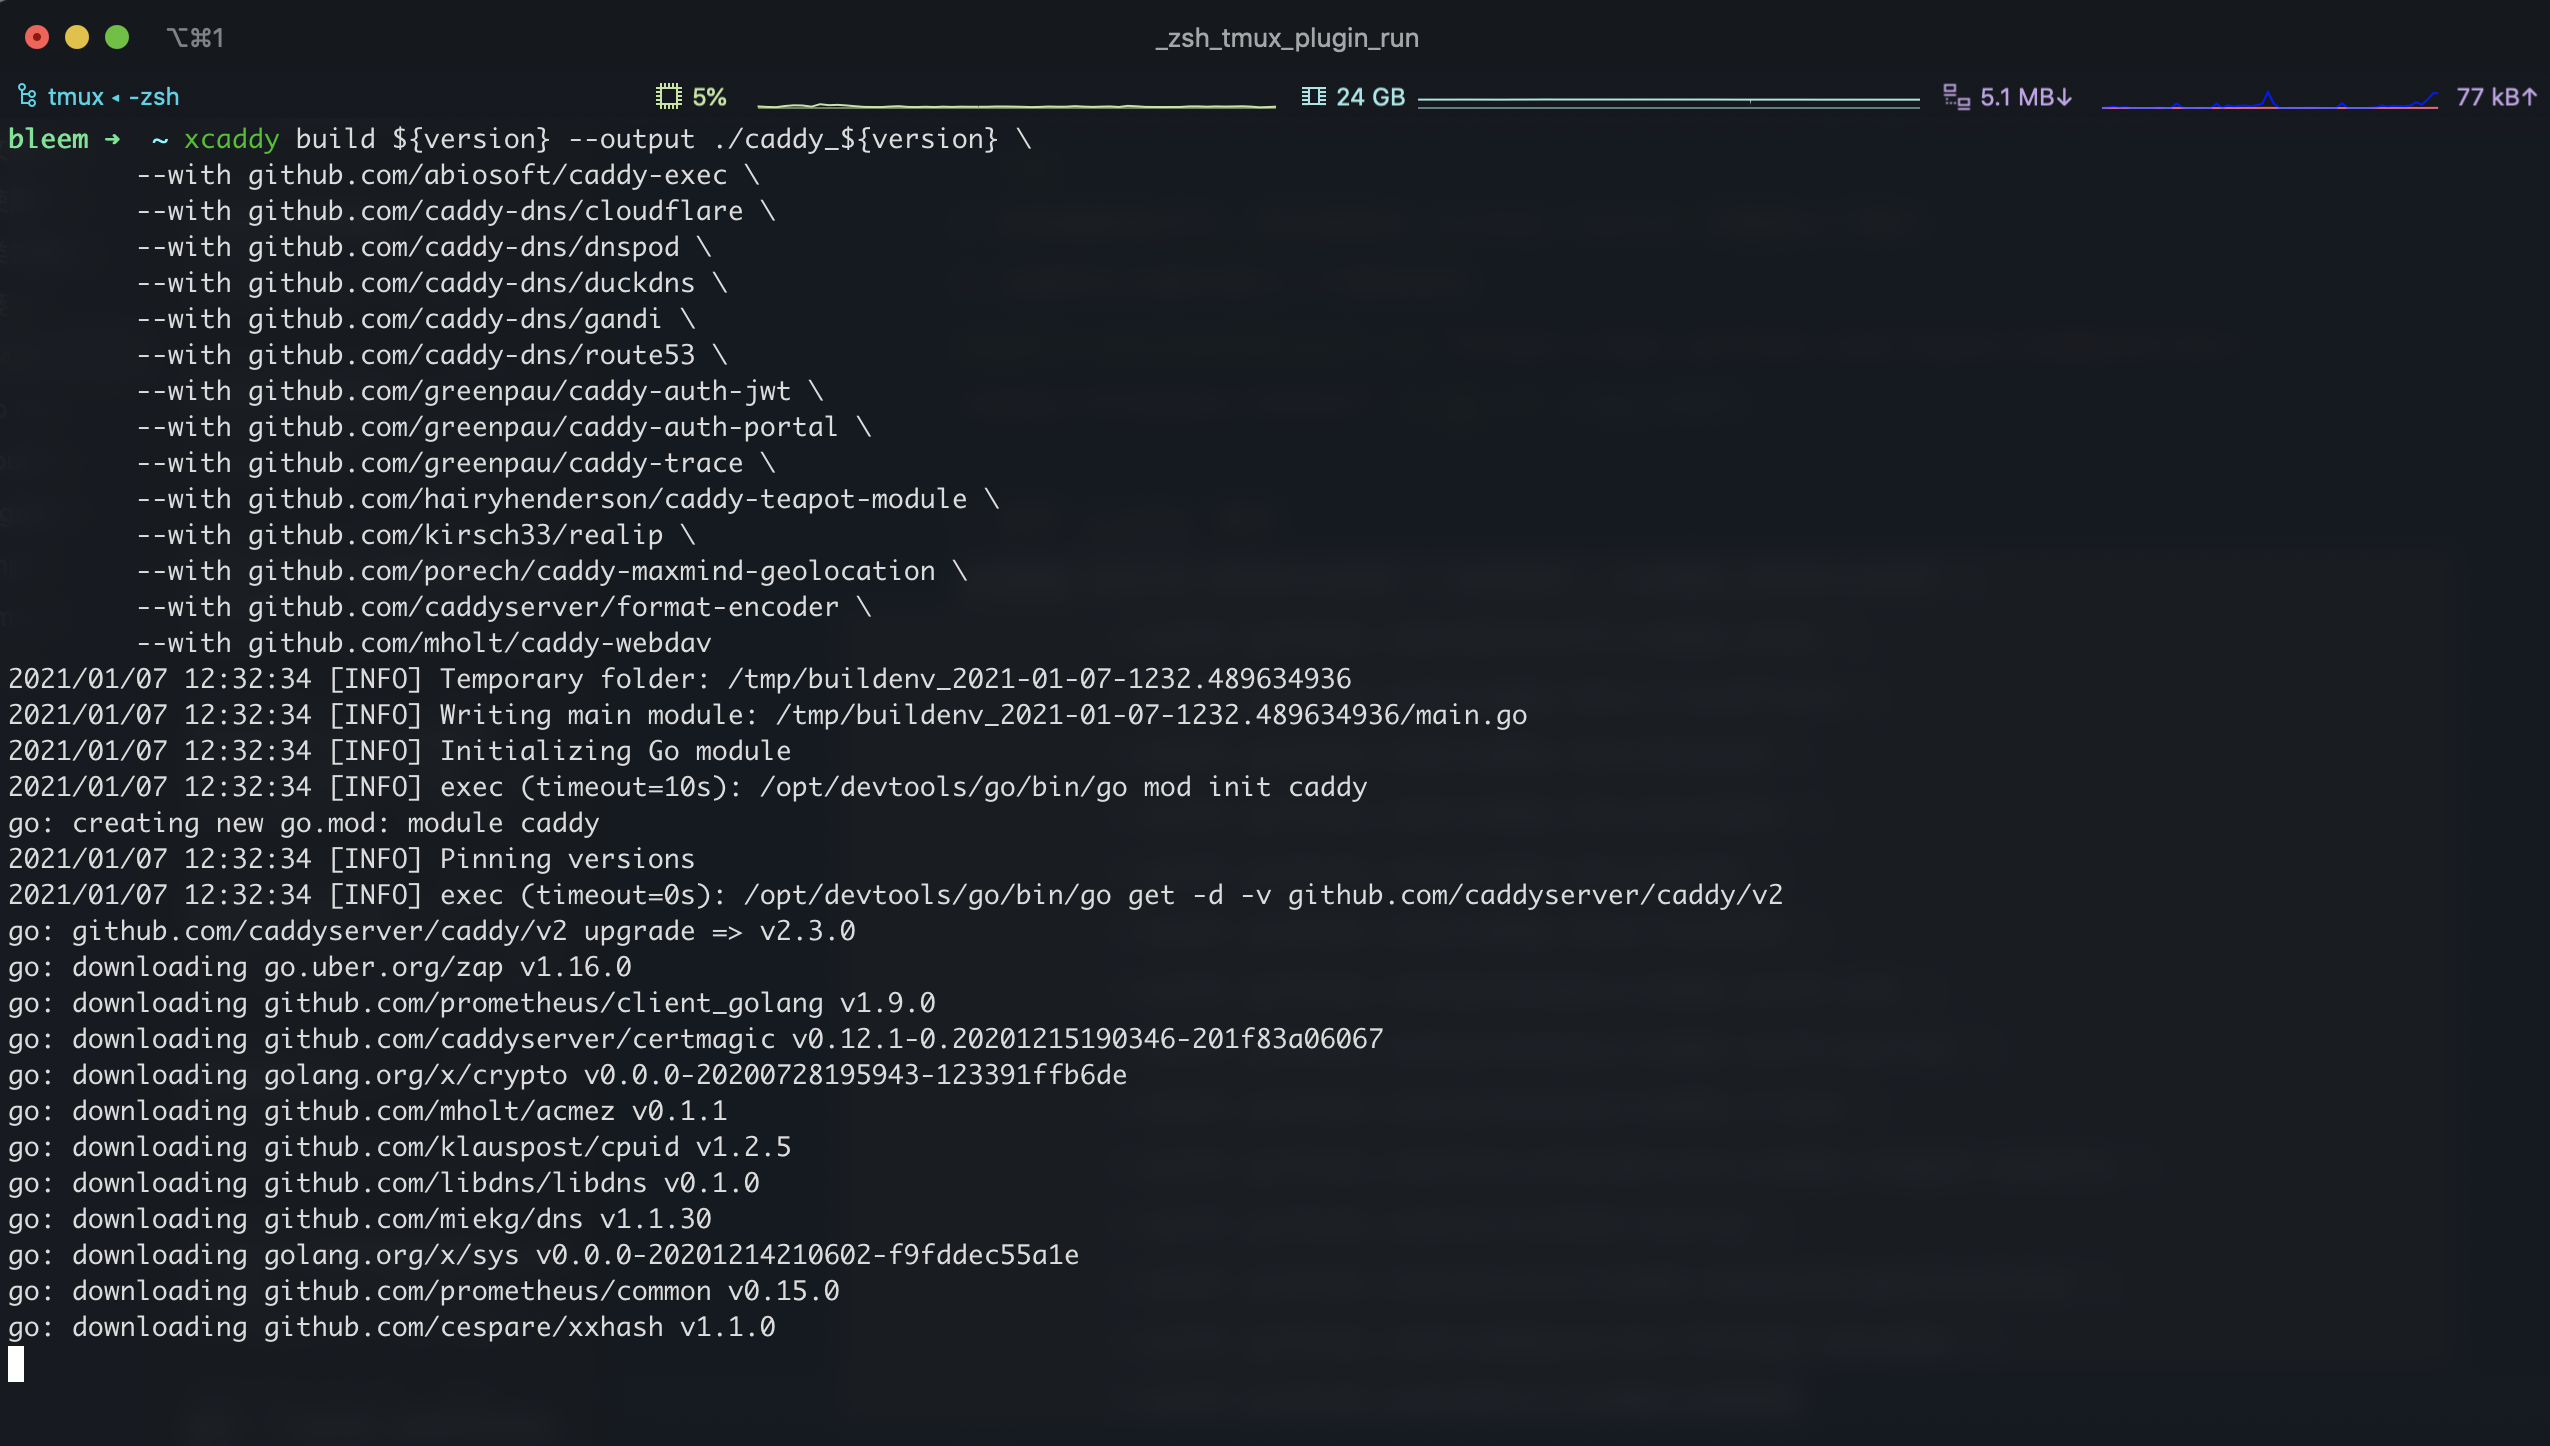 ⌥⌘1 _zsh_tmux_plugin_run
tmux ◂ -zsh 5% 24 GB 5.1 MB↓ 77 kB↑
bleem ➜  ~ xcaddy build ${version} --output ./caddy_${version} \
        --with github.com/abiosoft/caddy-exec \
        --with github.com/caddy-dns/cloudflare \
        --with github.com/caddy-dns/dnspod \
        --with github.com/caddy-dns/duckdns \
        --with github.com/caddy-dns/gandi \
        --with github.com/caddy-dns/route53 \
        --with github.com/greenpau/caddy-auth-jwt \
        --with github.com/greenpau/caddy-auth-portal \
        --with github.com/greenpau/caddy-trace \
        --with github.com/hairyhenderson/caddy-teapot-module \
        --with github.com/kirsch33/realip \
        --with github.com/porech/caddy-maxmind-geolocation \
        --with github.com/caddyserver/format-encoder \
        --with github.com/mholt/caddy-webdav
2021/01/07 12:32:34 [INFO] Temporary folder: /tmp/buildenv_2021-01-07-1232.489634936
2021/01/07 12:32:34 [INFO] Writing main module: /tmp/buildenv_2021-01-07-1232.489634936/main.go
2021/01/07 12:32:34 [INFO] Initializing Go module
2021/01/07 12:32:34 [INFO] exec (timeout=10s): /opt/devtools/go/bin/go mod init caddy
go: creating new go.mod: module caddy
2021/01/07 12:32:34 [INFO] Pinning versions
2021/01/07 12:32:34 [INFO] exec (timeout=0s): /opt/devtools/go/bin/go get -d -v github.com/caddyserver/caddy/v2
go: github.com/caddyserver/caddy/v2 upgrade => v2.3.0
go: downloading go.uber.org/zap v1.16.0
go: downloading github.com/prometheus/client_golang v1.9.0
go: downloading github.com/caddyserver/certmagic v0.12.1-0.20201215190346-201f83a06067
go: downloading golang.org/x/crypto v0.0.0-20200728195943-123391ffb6de
go: downloading github.com/mholt/acmez v0.1.1
go: downloading github.com/klauspost/cpuid v1.2.5
go: downloading github.com/libdns/libdns v0.1.0
go: downloading github.com/miekg/dns v1.1.30
go: downloading golang.org/x/sys v0.0.0-20201214210602-f9fddec55a1e
go: downloading github.com/prometheus/common v0.15.0
go: downloading github.com/cespare/xxhash v1.1.0